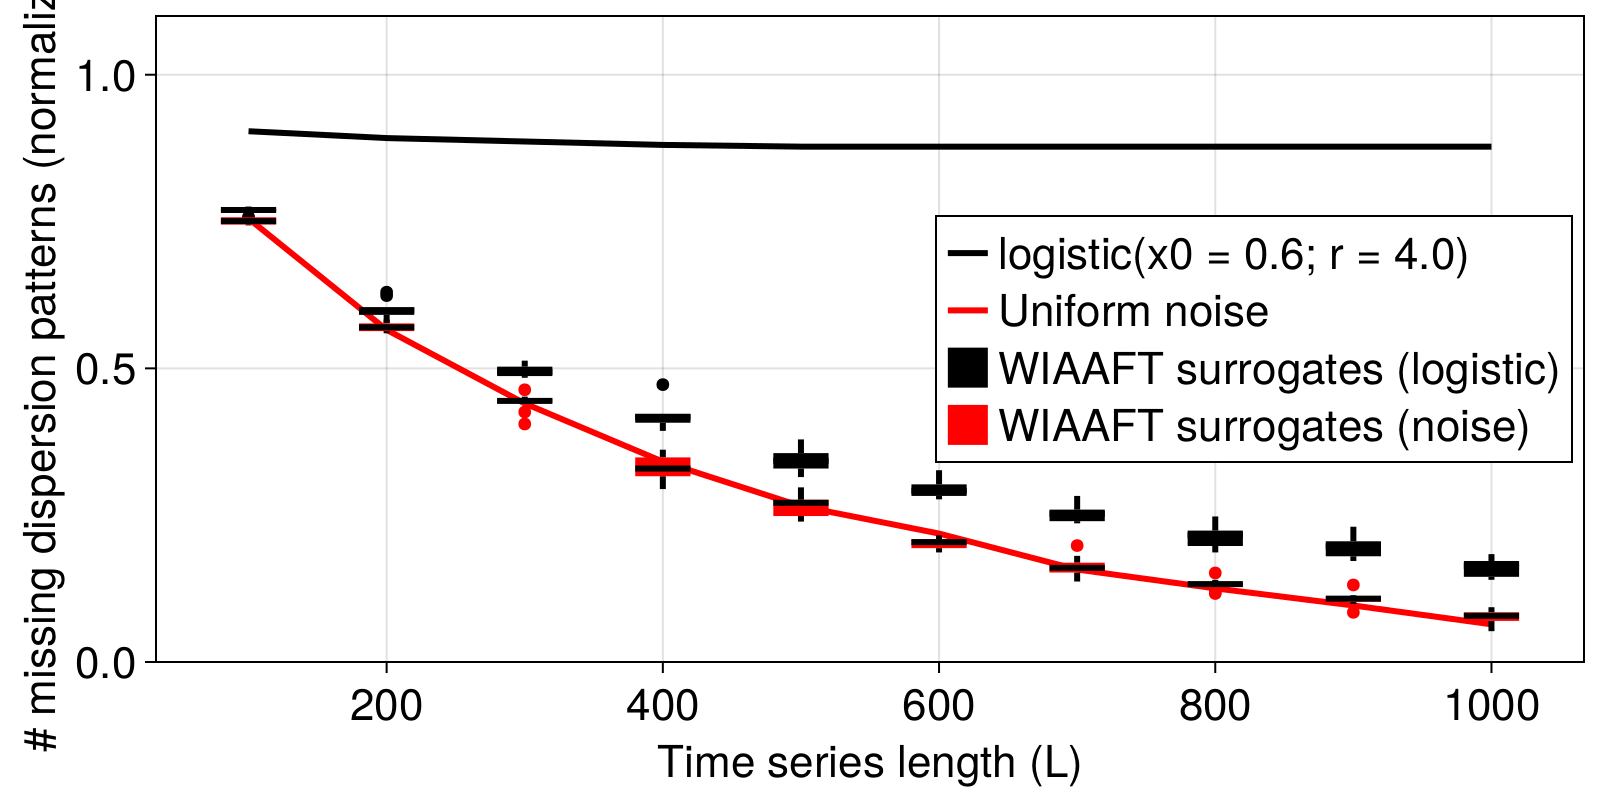 # missing dispersion patterns (normaliz
1.0
0.5
0.0
logistic(x0 = 0.6; r = 4.0)
Uniform noise
WIAAFT surrogates (logistic)
WIAAFT surrogates (noise)
200
400
600
800
1000
Time series length (L)